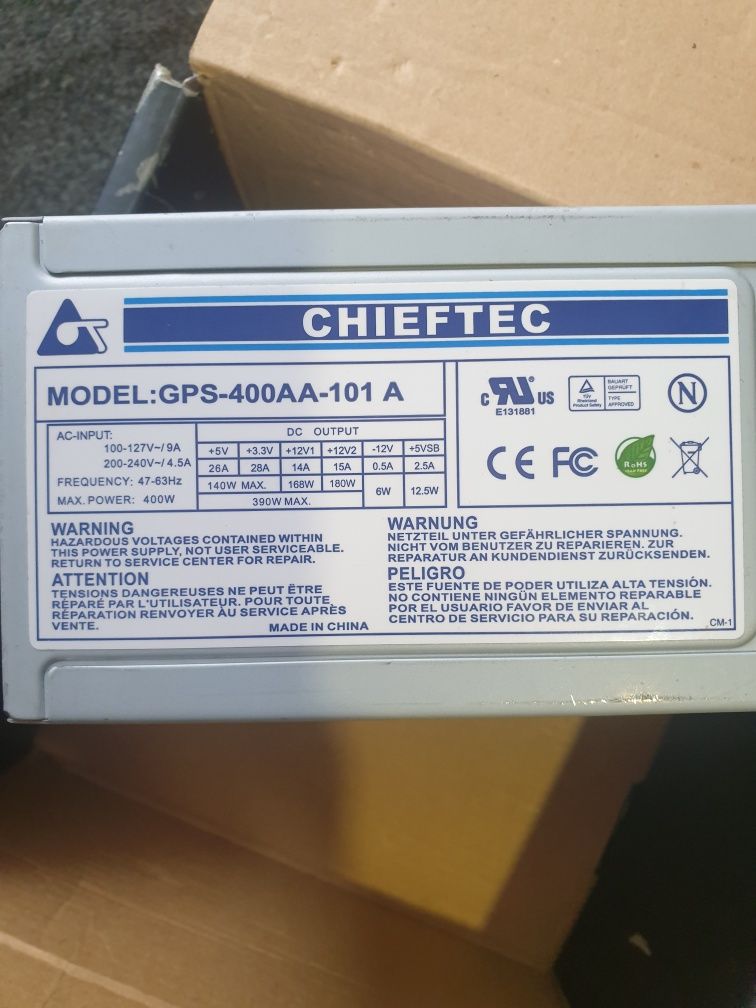 CHIEFTEC
MODEL:GPS-400AA-101 A
AC-INPUT:
100-127V~/9A
200-240V~/4.5A
FREQUENCY: 47-63Hz
MAX. POWER: 400W
DC OUTPUT
+5V +3.3V +12V1 +12V2 -12V +5VSB
26A 28A 14A 15A 0.5A 2.5A
140W MAX. 168W 180W 6W 12.5W
390W MAX.
c RU US
E131881
TÜV
Rheinland
Product Safety
BAUART
GEPRÜFT
TYPE
APPROVED
N
CE FC
RoHS
WARNING
HAZARDOUS VOLTAGES CONTAINED WITHIN
THIS POWER SUPPLY, NOT USER SERVICEABLE.
RETURN TO SERVICE CENTER FOR REPAIR.
ATTENTION
TENSIONS DANGEREUSES NE PEUT ËTRE
RÉPARÉ PAR L'UTILISATEUR. POUR TOUTE
RÉPARATION RENVOYER ÀU SERVICE APRÈS
VENTE.
MADE IN CHINA
WARNUNG
NETZTEIL UNTER GEFÄHRLICHER SPANNUNG.
NICHT VOM BENUTZER ZU REPARIEREN. ZUR
REPARATUR AN KUNDENDIENST ZURÜCKSENDEN.
PELIGRO
ESTE FUENTE DE PODER UTILIZA ALTA TENSIÓN.
NO CONTIENE NINGÚN ELEMENTO REPARABLE
POR EL USUARIO FAVOR DE ENVIAR AL
CENTRO DE SERVICIO PARA SU REPARACIÓN.
CM-1